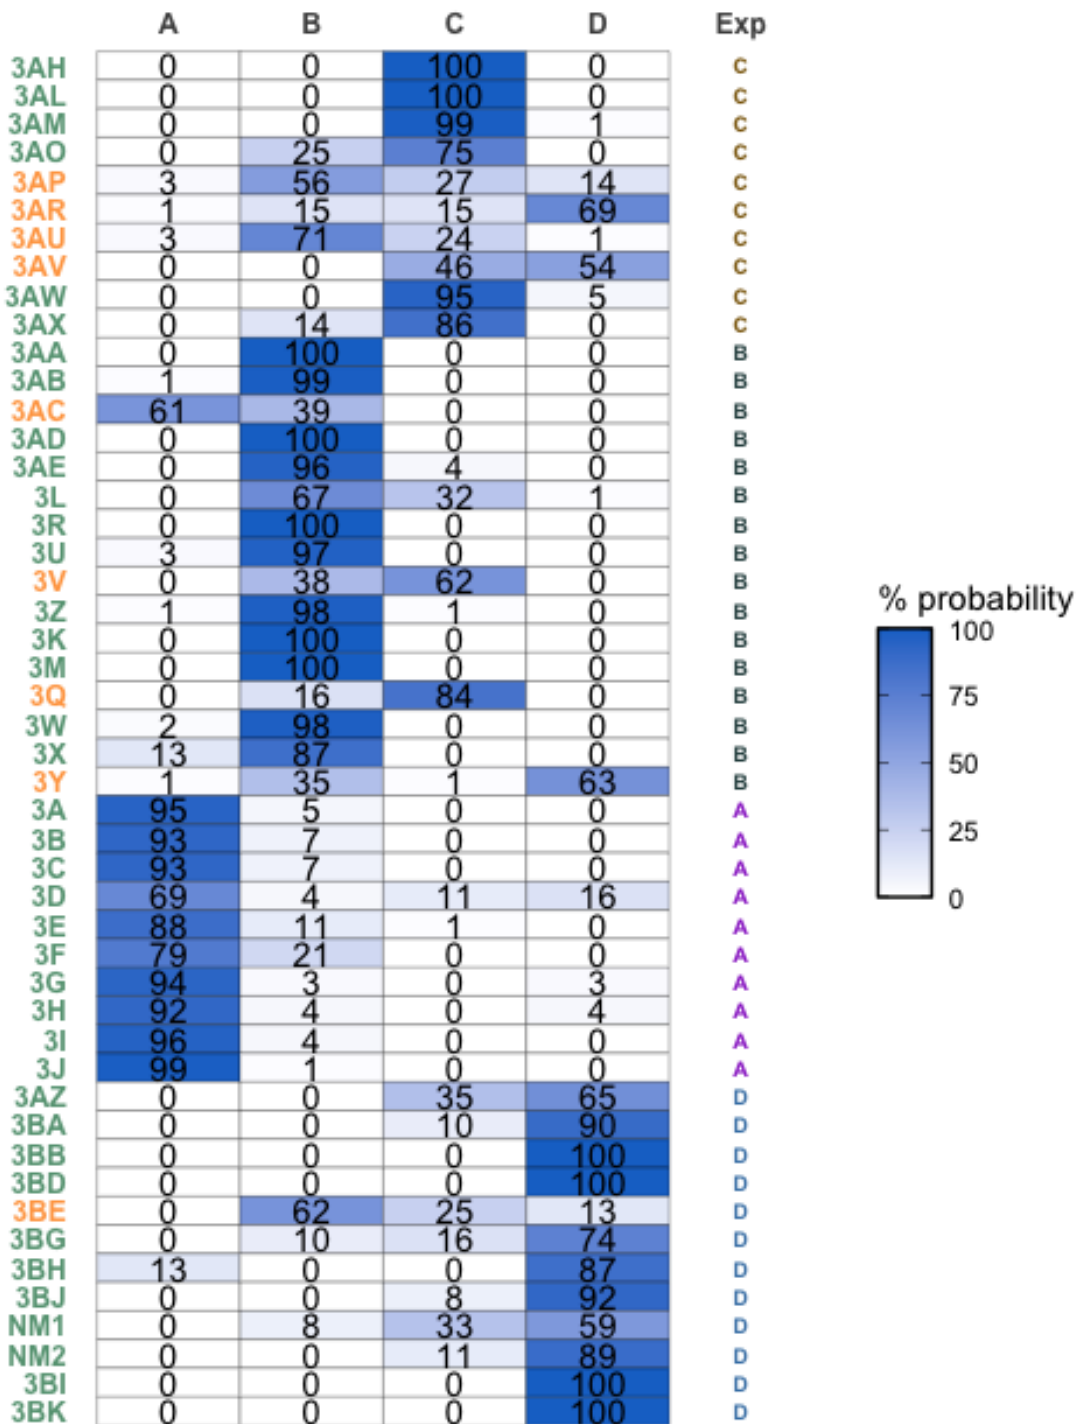 A B C D Exp
3AH 0 0 100 0 C
3AL 0 0 100 0 C
3AM 0 0 99 1 C
3AO 0 25 75 0 C
3AP 3 56 27 14 C
3AR 1 15 15 69 C
3AU 3 71 24 1 C
3AV 0 0 46 54 C
3AW 0 0 95 5 C
3AX 0 14 86 0 C
3AA 0 100 0 0 B
3AB 1 99 0 0 B
3AC 61 39 0 0 B
3AD 0 100 0 0 B
3AE 0 96 4 0 B
3L 0 67 32 1 B
3R 0 100 0 0 B
3U 3 97 0 0 B
3V 0 38 62 0 B
3Z 1 98 1 0 B
3K 0 100 0 0 B
3M 0 100 0 0 B
3Q 0 16 84 0 B
3W 2 98 0 0 B
3X 13 87 0 0 B
3Y 1 35 1 63 B
3A 95 5 0 0 A
3B 93 7 0 0 A
3C 93 7 0 0 A
3D 69 4 11 16 A
3E 88 11 1 0 A
3F 79 21 0 0 A
3G 94 3 0 3 A
3H 92 4 0 4 A
3I 96 4 0 0 A
3J 99 1 0 0 A
3AZ 0 0 35 65 D
3BA 0 0 10 90 D
3BB 0 0 0 100 D
3BD 0 0 0 100 D
3BE 0 62 25 13 D
3BG 0 10 16 74 D
3BH 13 0 0 87 D
3BJ 0 0 8 92 D
NM1 0 8 33 59 D
NM2 0 0 11 89 D
3BI 0 0 0 100 D
3BK 0 0 0 100 D
% probability
100
75
50
25
0